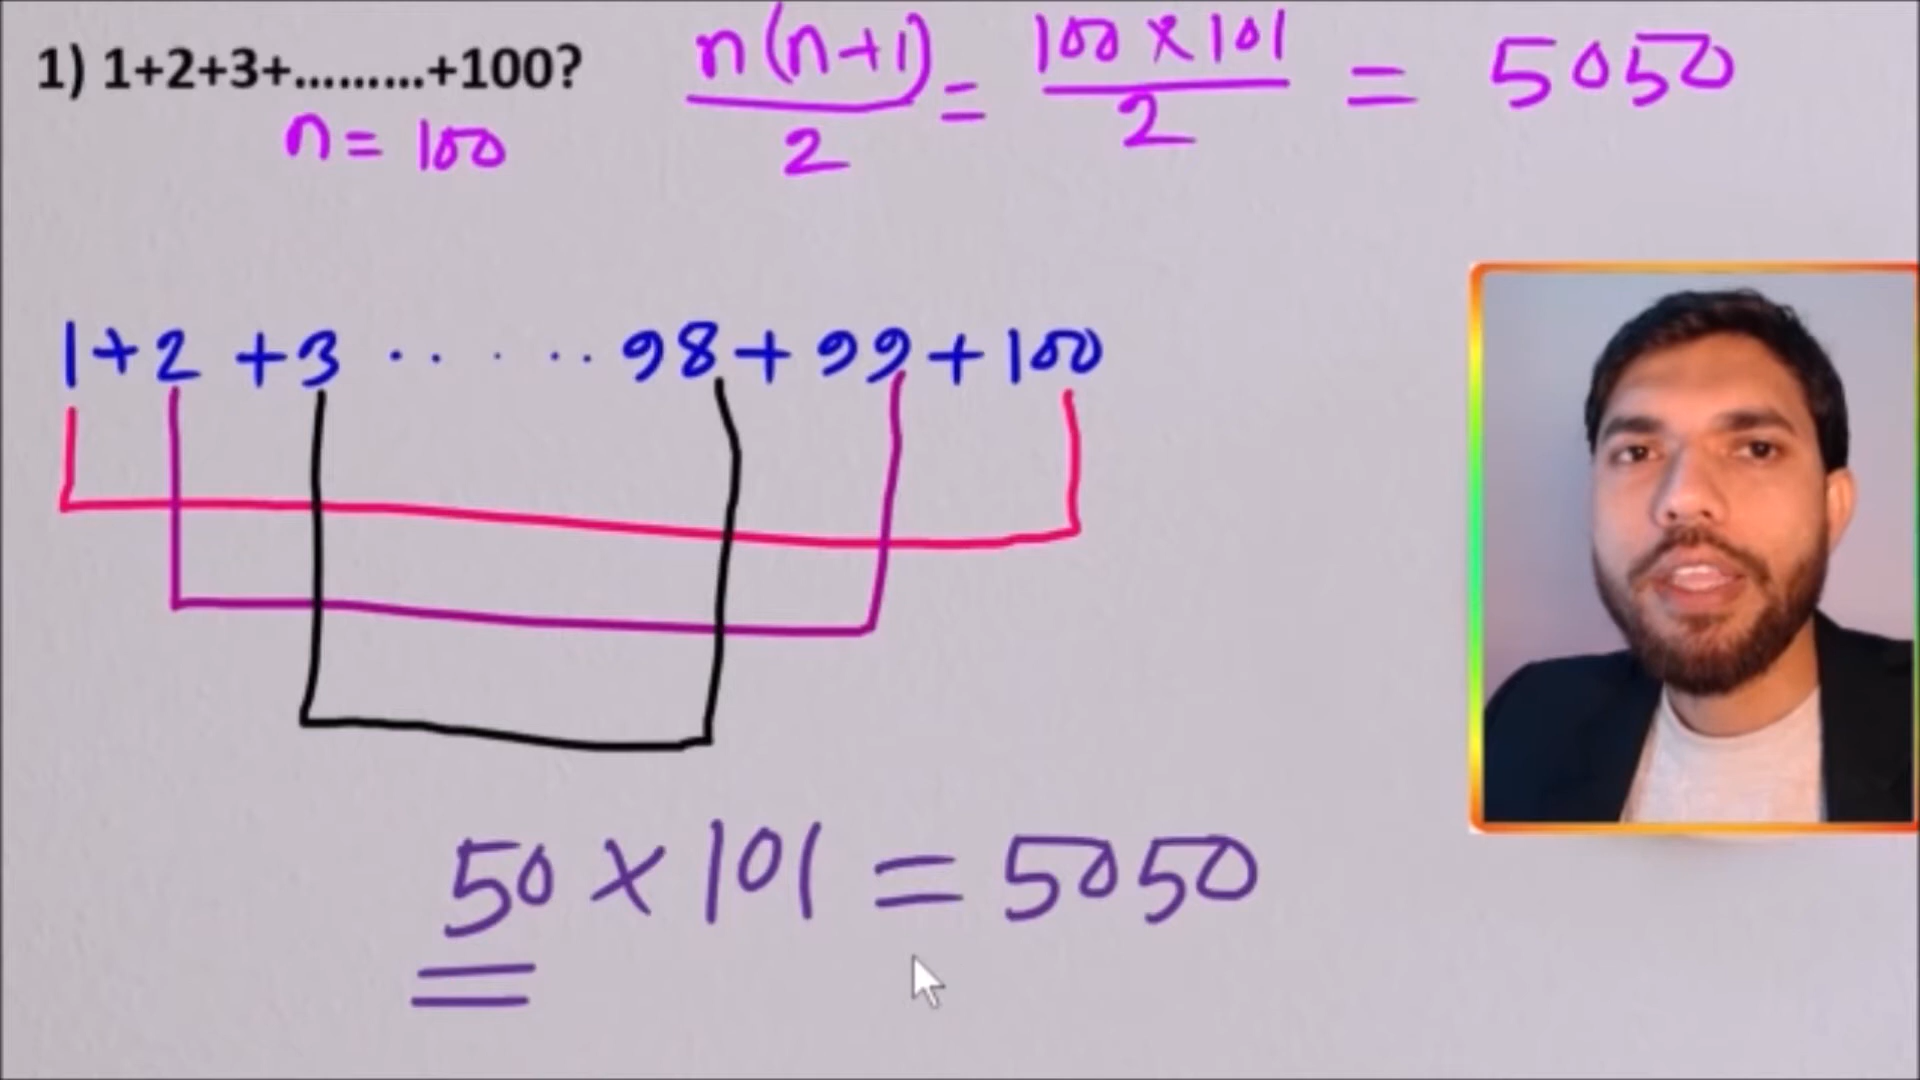 1) 1+2+3+.........+100?
n = 100
n(n+1)/2 = 100 x 101/2 = 5050
1+2 +3 . . . . . 98 + 99 + 100
50 x 101 = 5050